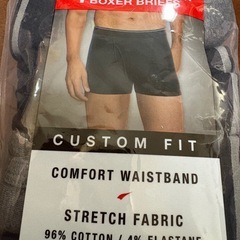 BOXER BRIEFS
CUSTOM FIT
COMFORT WAISTBAND
STRETCH FABRIC
96% COTTON / 4% ELASTANE